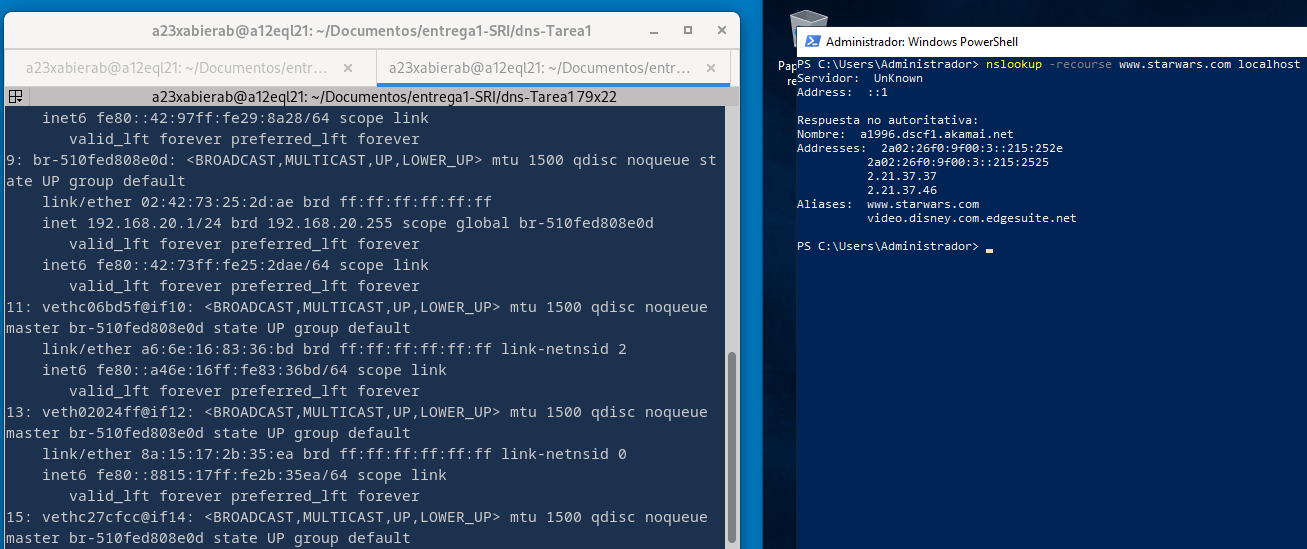 a23xabierab@a12eql21: ~/Documentos/entrega1-SRI/dns-Tarea1
a23xabierab@a12eql21: ~/Documentos/entr...
a23xabierab@a12eql21: ~/Documentos/entr...
a23xabierab@a12eql21: ~/Documentos/entrega1-SRI/dns-Tarea1 79x22
inet6 fe80::42:97ff:fe29:8a28/64 scope link
valid_lft forever preferred_lft forever
9: br-510fed808e0d: <BROADCAST,MULTICAST,UP,LOWER_UP> mtu 1500 qdisc noqueue st
ate UP group default
link/ether 02:42:73:25:2d:ae brd ff:ff:ff:ff:ff:ff
inet 192.168.20.1/24 brd 192.168.20.255 scope global br-510fed808e0d
valid_lft forever preferred_lft forever
inet6 fe80::42:73ff:fe25:2dae/64 scope link
valid_lft forever preferred_lft forever
11: vethc06bd5f@if10: <BROADCAST,MULTICAST,UP,LOWER_UP> mtu 1500 qdisc noqueue
master br-510fed808e0d state UP group default
link/ether a6:6e:16:83:36:bd brd ff:ff:ff:ff:ff:ff link-netnsid 2
inet6 fe80::a46e:16ff:fe83:36bd/64 scope link
valid_lft forever preferred_lft forever
13: veth02024ff@if12: <BROADCAST,MULTICAST,UP,LOWER_UP> mtu 1500 qdisc noqueue
master br-510fed808e0d state UP group default
link/ether 8a:15:17:2b:35:ea brd ff:ff:ff:ff:ff:ff link-netnsid 0
inet6 fe80::8815:17ff:fe2b:35ea/64 scope link
valid_lft forever preferred_lft forever
15: vethc27cfcc@if14: <BROADCAST,MULTICAST,UP,LOWER_UP> mtu 1500 qdisc noqueue
master br-510fed808e0d state UP group default
Pap
re
Administrador: Windows PowerShell
PS C:\Users\Administrador> nslookup -recourse www.starwars.com localhost
Servidor:  UnKnown
Address:  ::1
Respuesta no autoritativa:
Nombre:  a1996.dscf1.akamai.net
Addresses:  2a02:26f0:9f00:3::215:252e
2a02:26f0:9f00:3::215:2525
2.21.37.37
2.21.37.46
Aliases:  www.starwars.com
video.disney.com.edgesuite.net
PS C:\Users\Administrador>